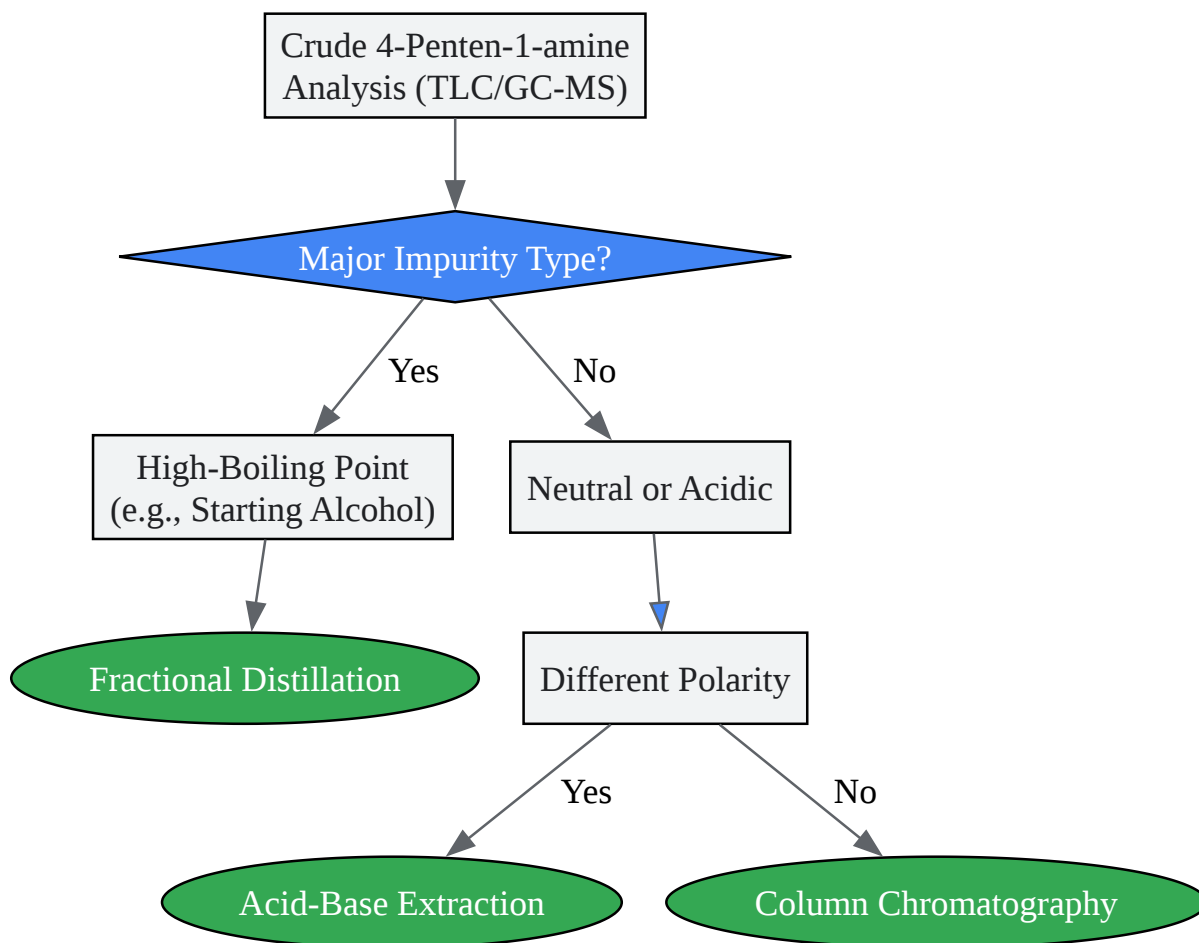 Crude 4-Penten-1-amine
Analysis (TLC/GC-MS)
Major Impurity Type?
Yes
No
High-Boiling Point
(e.g., Starting Alcohol)
Neutral or Acidic
Fractional Distillation
Different Polarity
Yes
No
Acid-Base Extraction
Column Chromatography